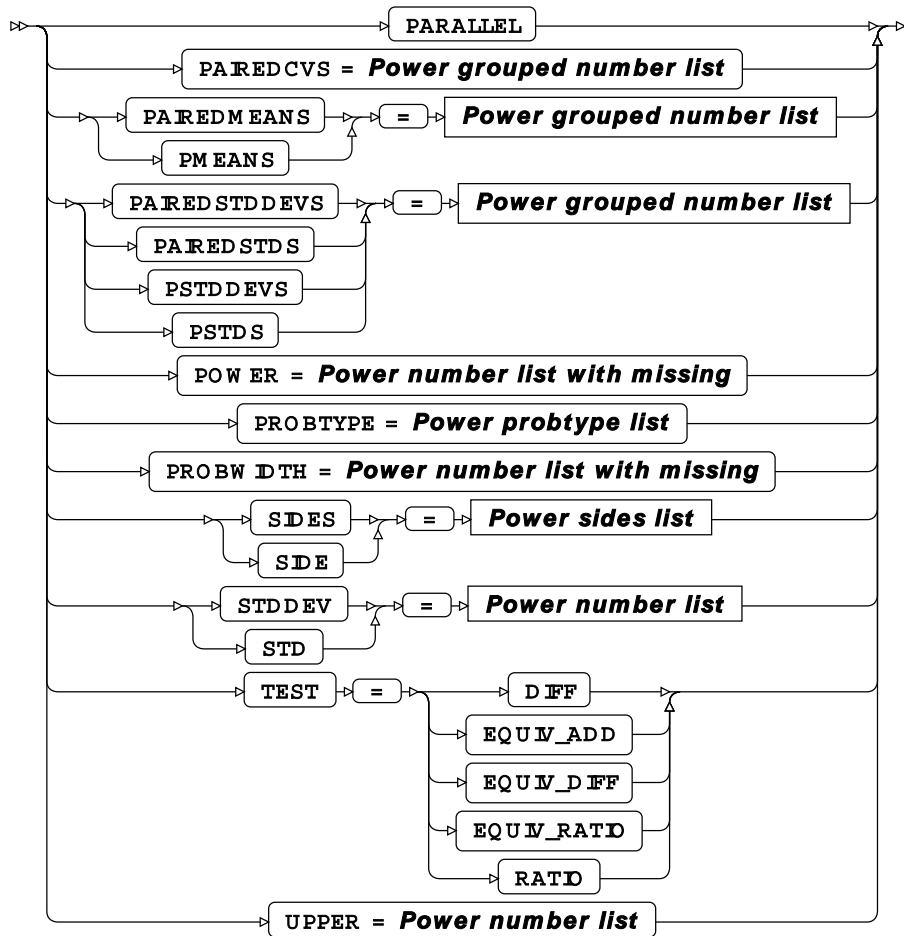 PARALLEL
PAIREDCVS = Power grouped number list
PAIREDMEANS = Power grouped number list
PMEANS
PAIREDSTDDEVS = Power grouped number list
PAIREDSTDS
PSTDDEVS
PSTDS
POWER = Power number list with missing
PROBTYPE = Power probtype list
PROBWIDTH = Power number list with missing
SIDES = Power sides list
SIDE
STDDEV = Power number list
STD
TEST = DIFF
EQUIV_ADD
EQUIV_DIFF
EQUIV_RATIO
RATIO
UPPER = Power number list